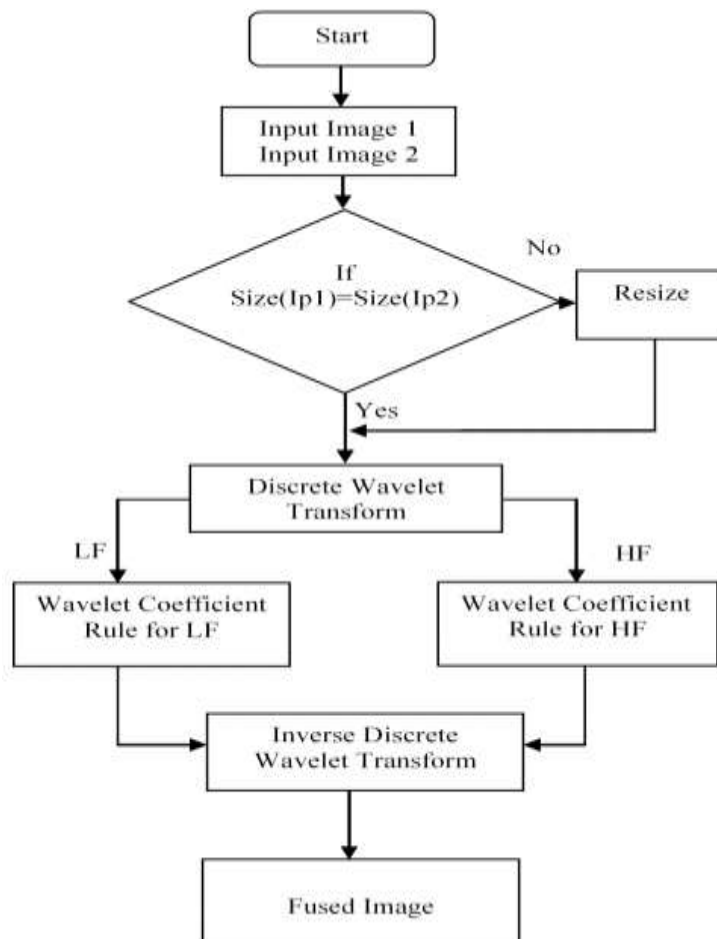 Start
Input Image 1
Input Image 2
If
Size(Ip1)=Size(Ip2)
No
Resize
Yes
Discrete Wavelet
Transform
LF
HF
Wavelet Coefficient
Rule for LF
Wavelet Coefficient
Rule for HF
Inverse Discrete
Wavelet Transform
Fused Image